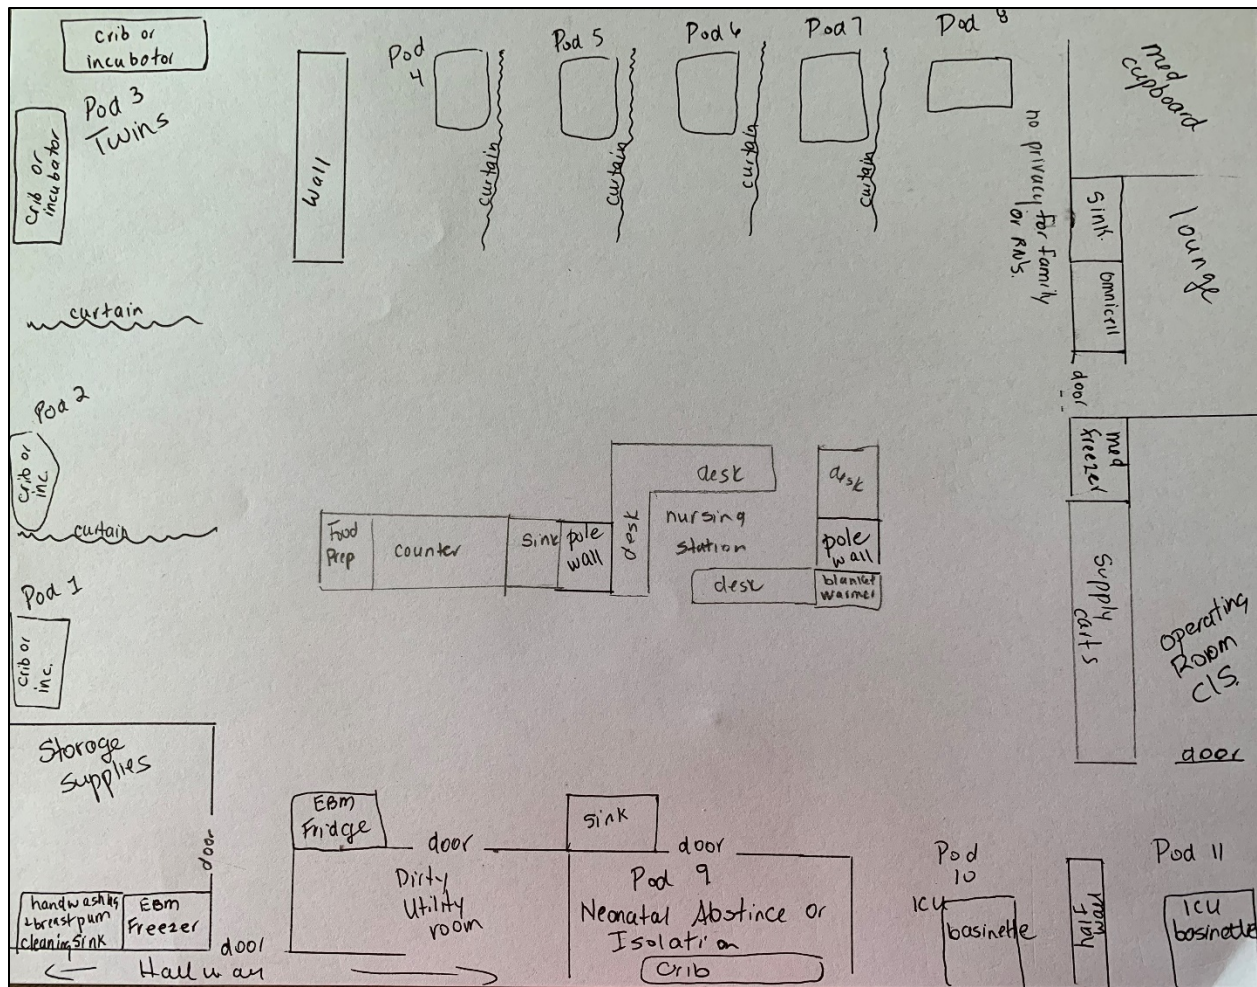 crib or
incubator
Pod 3
Twins
crib or
incubator
wall
Pod
4
curtain
Pod 5
curtain
Pod 6
curtain
Pod 7
curtain
Pod 8
no privacy for family
or RNs.
med
cupboard
sink
omnicell
lounge
door
curtain
Pod 2
crib or
inc.
curtain
Pod 1
crib or
inc.
Food
Prep
counter
Sink
pole
wall
desk
desk
nursing
station
desk
desk
pole
wall
blanket
warmer
med
freezer
supply
carts
operating
Room
C/S.
door
Storage
supplies
door
handwashing
& breast pum
cleaning sink
EBM
Freezer
door
Hallway
EBM
Fridge
door
Dirty
Utility
room
sink
door
Pod 9
Neonatal Abstince or
Isolation
Crib
Pod
10
ICU
basinette
half
Pod 11
ICU
basinette